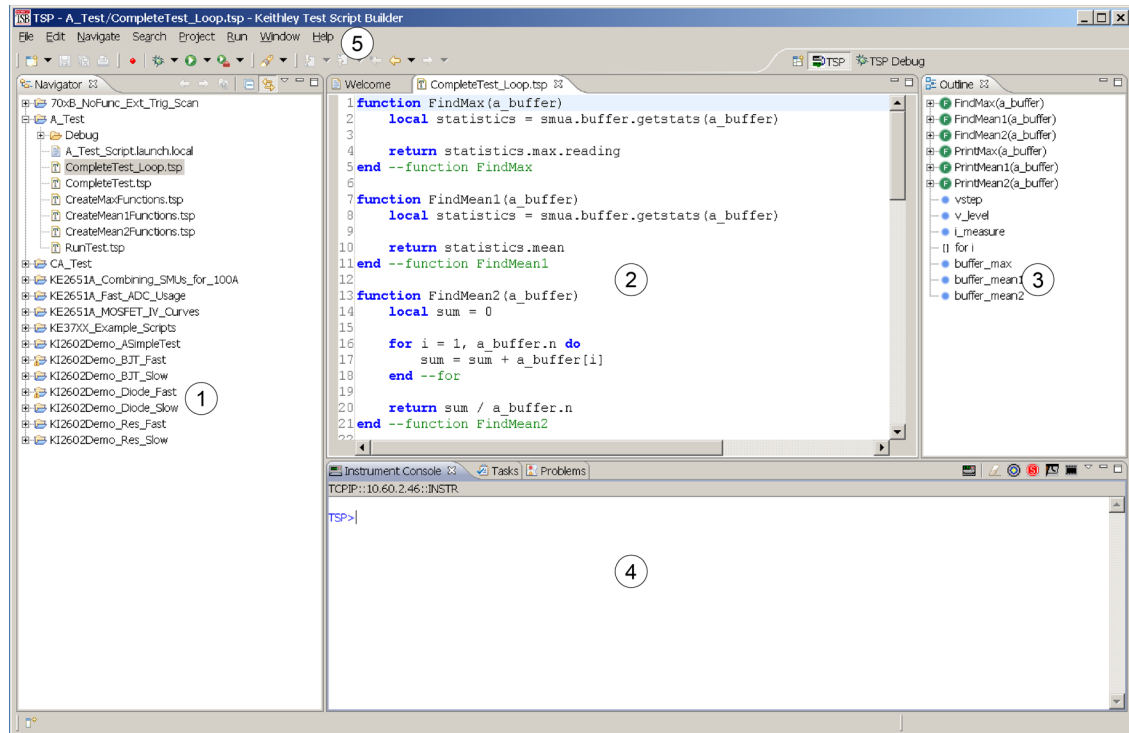 TSP - A_Test/CompleteTest_Loop.tsp - Keithley Test Script Builder
File Edit Navigate Search Project Run Window Help
5
TSP TSP Debug
Navigator
70xB_NoFunc_Ext_Trig_Scan
A_Test
Debug
A_Test_Script.launch.local
CompleteTest_Loop.tsp
CompleteTest.tsp
CreateMaxFunctions.tsp
CreateMean1Functions.tsp
CreateMean2Functions.tsp
RunTest.tsp
CA_Test
KE2651A_Combining_SMUs_for_100A
KE2651A_Fast_ADC_Usage
KE2651A_MOSFET_IV_Curves
KE37XX_Example_Scripts
KI2602Demo_ASimpleTest
KI2602Demo_BJT_Fast
KI2602Demo_BJT_Slow
KI2602Demo_Diode_Fast
KI2602Demo_Diode_Slow
KI2602Demo_Res_Fast
KI2602Demo_Res_Slow
1
Welcome CompleteTest_Loop.tsp
1 function FindMax(a_buffer)
2 local statistics = smua.buffer.getstats(a_buffer)
3
4 return statistics.max.reading
5 end --function FindMax
6
7 function FindMean1(a_buffer)
8 local statistics = smua.buffer.getstats(a_buffer)
9
10 return statistics.mean
11 end --function FindMean1
12
13 function FindMean2(a_buffer)
14 local sum = 0
15
16 for i = 1, a_buffer.n do
17 sum = sum + a_buffer[i]
18 end --for
19
20 return sum / a_buffer.n
21 end --function FindMean2
22
2
Outline
FindMax(a_buffer)
FindMean1(a_buffer)
FindMean2(a_buffer)
PrintMax(a_buffer)
PrintMean1(a_buffer)
PrintMean2(a_buffer)
vstep
v_level
i_measure
for i
buffer_max
buffer_mean1
buffer_mean2
3
Instrument Console Tasks Problems
TCPIP::10.60.2.46::INSTR
TSP>
4